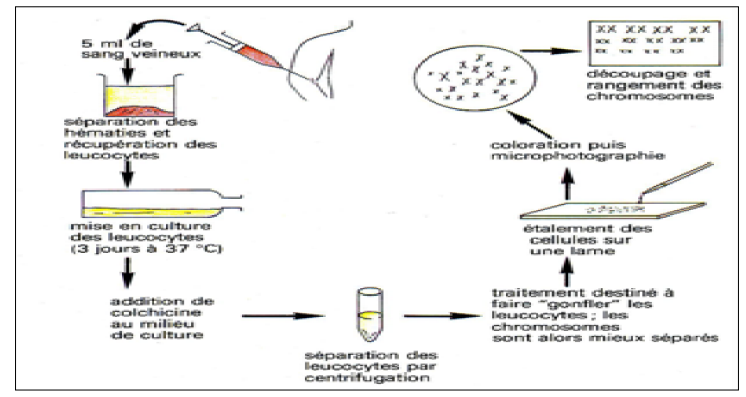 5 ml de
sang veineux
séparation des
hématies et
récupération des
leucocytes
mise en culture
des leucocytes
(3 jours à 37 °C)
addition de
colchicine
au milieu
de culture
séparation des
leucocytes par
centrifugation
traitement destiné à
faire "gonfler" les
leucocytes ; les
chromosomes
sont alors mieux séparés
étalement des
cellules sur
une lame
coloration puis
microphotographie
découpage et
rangement des
chromosomes